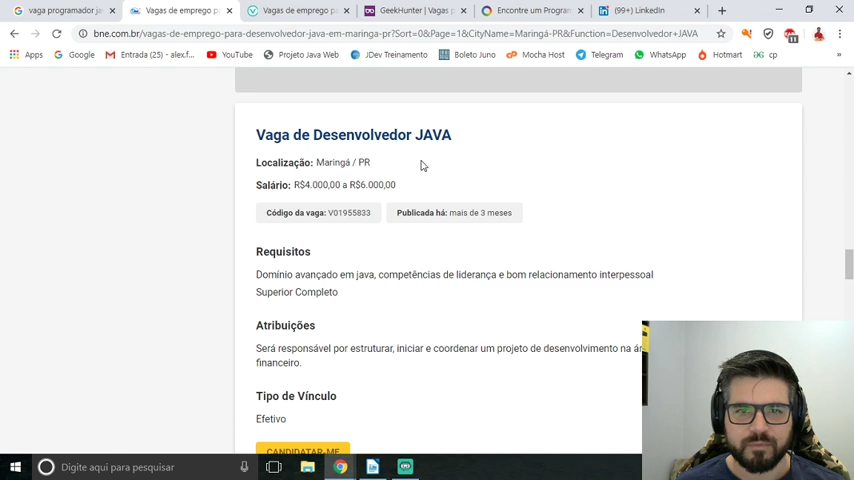 vaga programador ja
Vagas de emprego pa
Vagas de emprego pa
GeekHunter | Vagas p
Encontre um Program
(99+) LinkedIn
bne.com.br/vagas-de-emprego-para-desenvolvedor-java-em-maringa-pr?Sort=0&Page=1&CityName=Maringá-PR&Function=Desenvolvedor+JAVA
11
Apps
Google
Entrada (25) - alex.f...
YouTube
Projeto Java Web
JDev Treinamento
Boleto Juno
Mocha Host
Telegram
WhatsApp
Hotmart
cp
»
Vaga de Desenvolvedor JAVA
Localização: Maringá / PR
Salário: R$4.000,00 a R$6.000,00
Código da vaga: V01955833
Publicada há: mais de 3 meses
Requisitos
Domínio avançado em java, competências de liderança e bom relacionamento interpessoal
Superior Completo
Atribuições
Será responsável por estruturar, iniciar e coordenar um projeto de desenvolvimento na
financeiro.
Tipo de Vínculo
Efetivo
CANDIDATAR-ME
Digite aqui para pesquisar